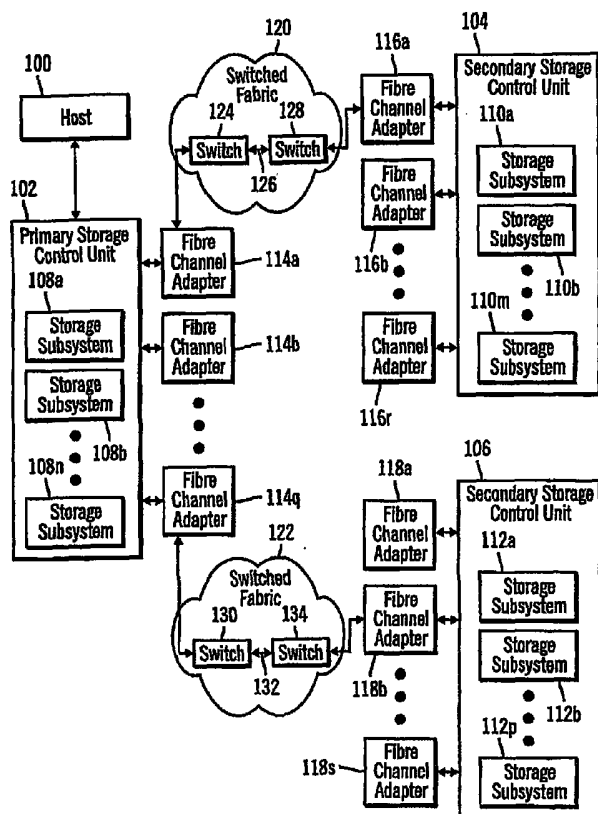 120
116a
104
100
Host
Switched
Fabric
124
128
Switch
Switch
126
Fibre
Channel
Adapter
Secondary Storage
Control Unit
110a
Storage
Subsystem
102
Primary Storage
Control Unit
Fibre
Channel
Adapter
114a
Fibre
Channel
Adapter
116b
Storage
Subsystem
110b
108a
Storage
Subsystem
Fibre
Channel
Adapter
114b
110m
Storage
Subsystem
Fibre
Channel
Adapter
116r
Storage
Subsystem
108b
108n
Storage
Subsystem
Fibre
Channel
Adapter
114q
118a
106
Fibre
Channel
Adapter
Secondary Storage
Control Unit
122
Switched
Fabric
130
134
Switch
Switch
132
112a
Storage
Subsystem
Fibre
Channel
Adapter
118b
Storage
Subsystem
112b
112p
Storage
Subsystem
118s
Fibre
Channel
Adapter